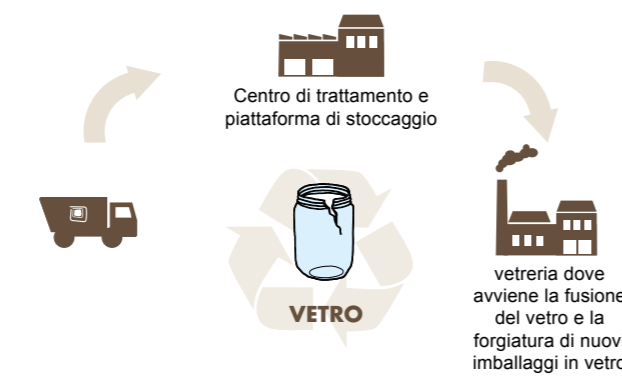 Centro di trattamento e
piattaforma di stoccaggio
VETRO
vetreria dove
avviene la fusione
del vetro e la
forgiatura di nuov
imballaggi in vetro